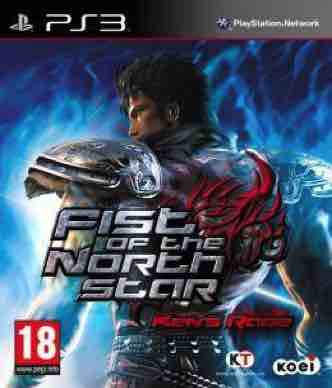 PS3
PlayStation.Network
FIST
OF the
NORTH
STAR
KEN'S RAGE
18
www.pegi.info
KT
KOEI